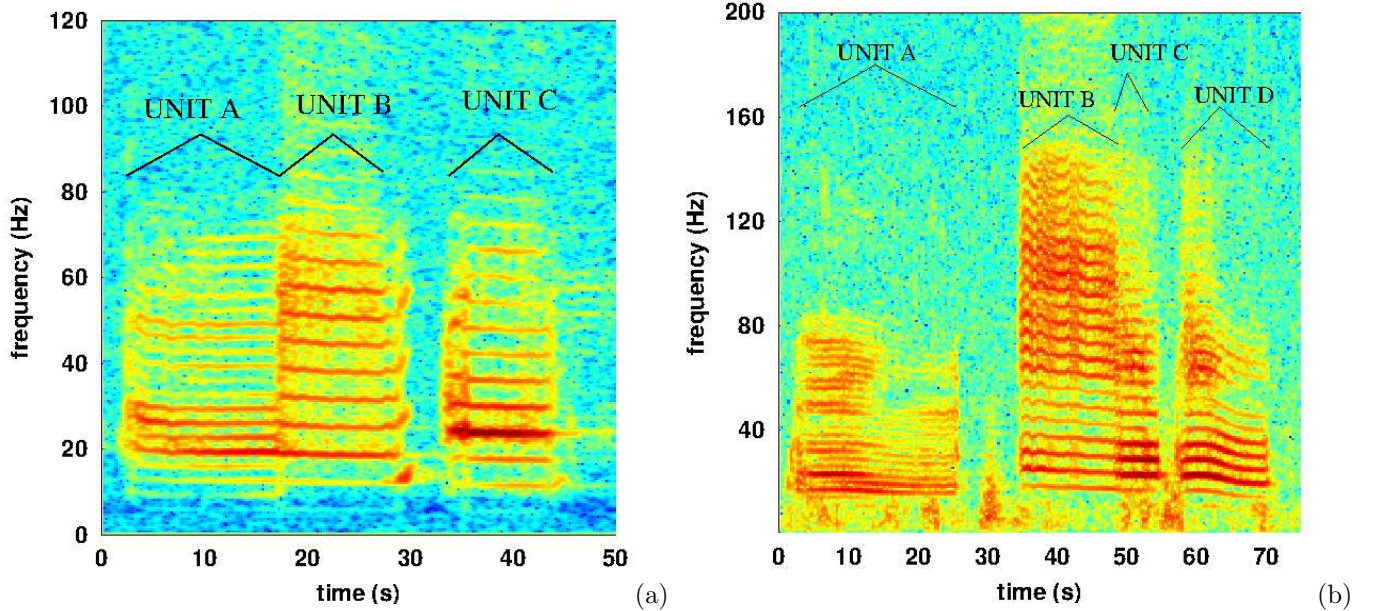 120
100
80
60
40
20
0
frequency (Hz)
UNIT A
UNIT B
UNIT C
0 10 20 30 40 50
time (s)
(a)
200
160
120
80
40
frequency (Hz)
UNIT A
UNIT B
UNIT C
UNIT D
0 10 20 30 40 50 60 70
time (s)
(b)